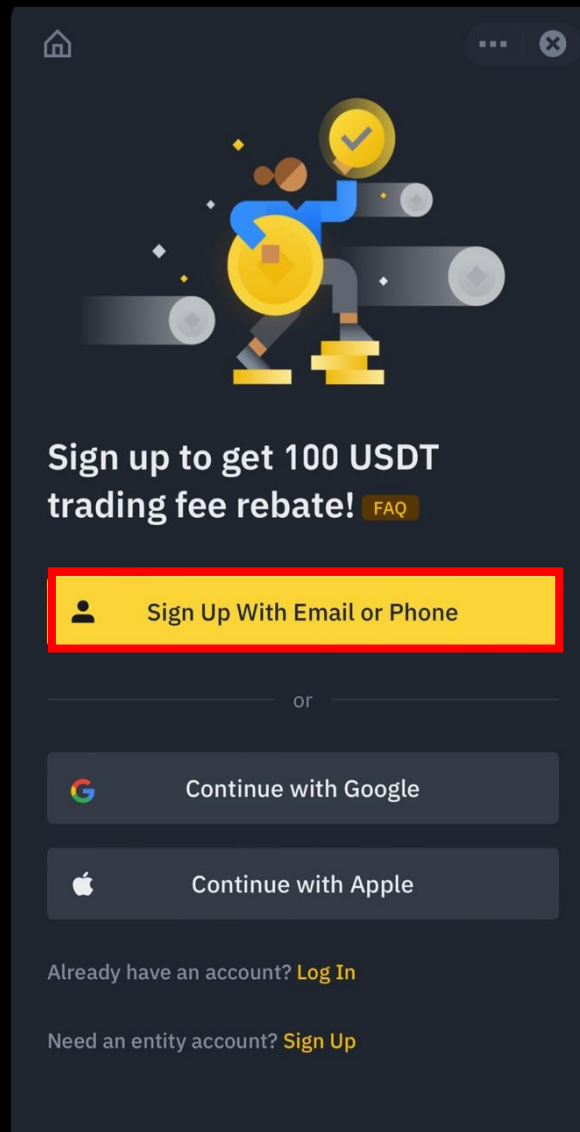 Sign up to get 100 USDT
trading fee rebate! FAQ
Sign Up With Email or Phone
or
Continue with Google
Continue with Apple
Already have an account? Log In
Need an entity account? Sign Up